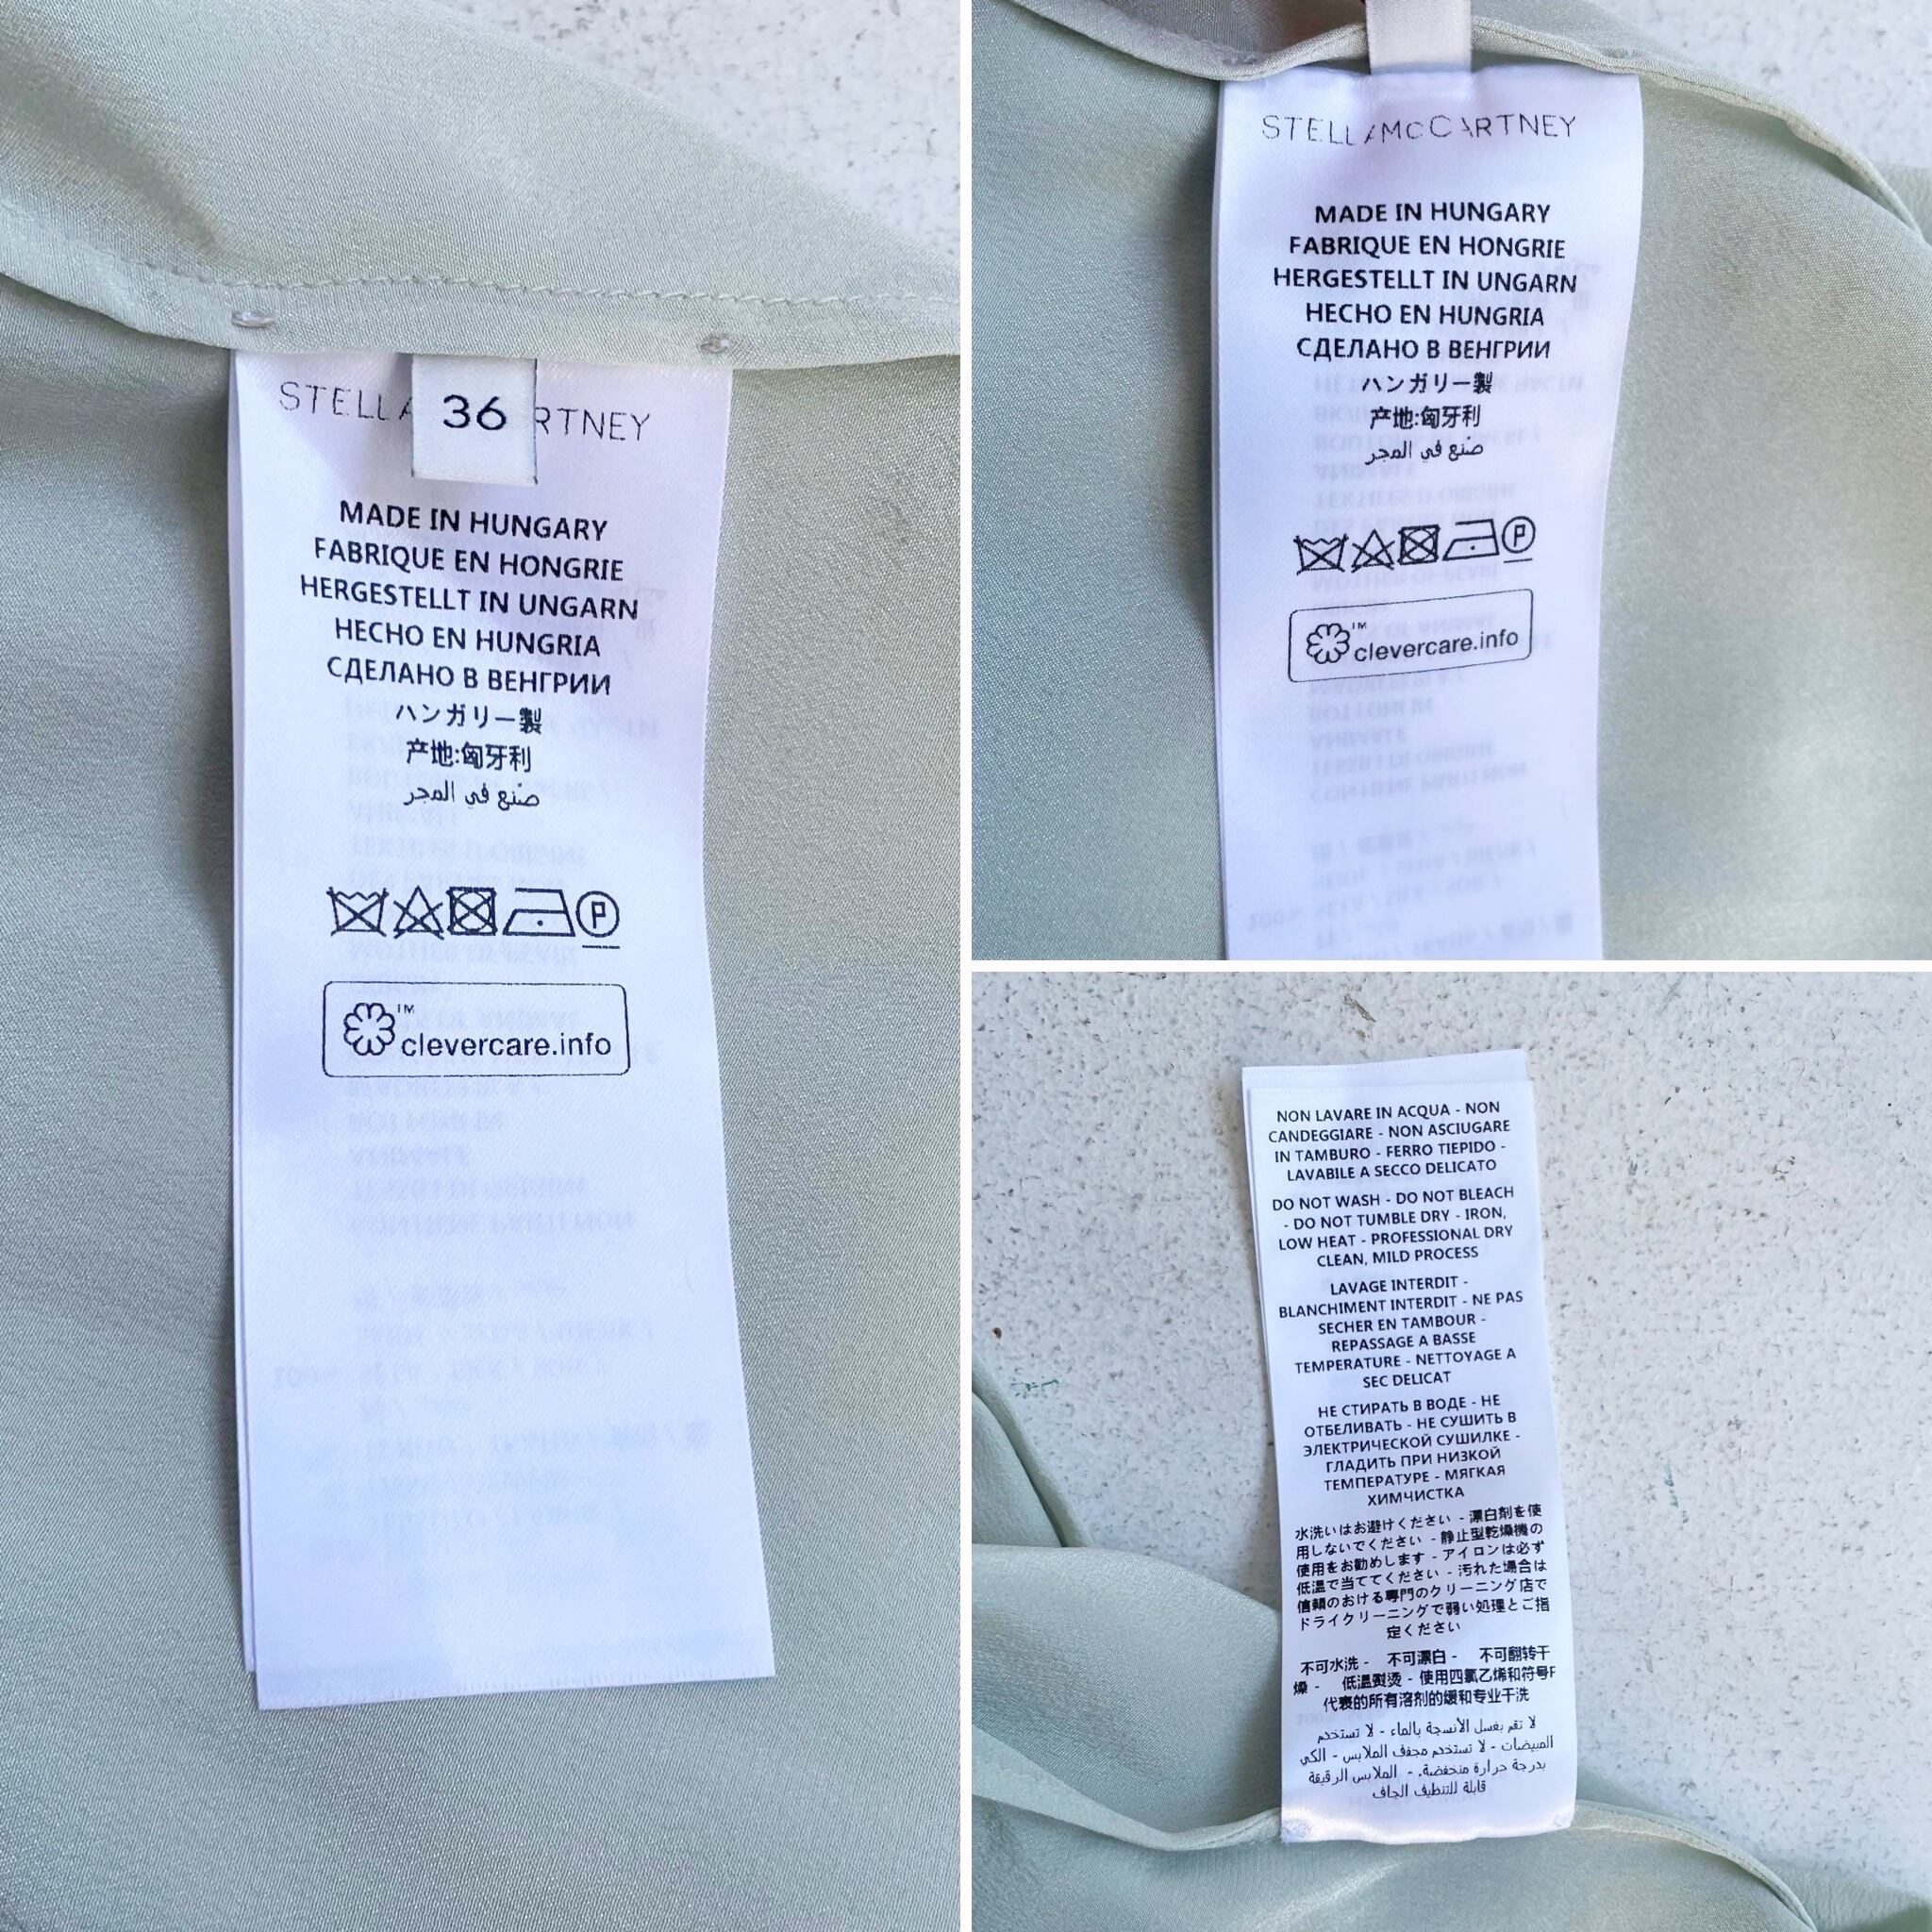 STELLA
36
RTNEY
MADE IN HUNGARY
FABRIQUE EN HONGRIE
HERGESTELLT IN UNGARN
HECHO EN HUNGRIA
СДЕЛАНО В ВЕНГРИИ
ハンガリー製
产地:匈牙利
صنع في المجر
P
TM
clevercare.info
STELLA McCARTNEY
MADE IN HUNGARY
FABRIQUE EN HONGRIE
HERGESTELLT IN UNGARN
HECHO EN HUNGRIA
СДЕЛАНО В ВЕНГРИИ
ハンガリー製
产地:匈牙利
صنع في المجر
P
TM
clevercare.info
NON LAVARE IN ACQUA - NON
CANDEGGIARE - NON ASCIUGARE
IN TAMBURO - FERRO TIEPIDO -
LAVABILE A SECCO DELICATO
DO NOT WASH - DO NOT BLEACH
- DO NOT TUMBLE DRY - IRON,
LOW HEAT - PROFESSIONAL DRY
CLEAN, MILD PROCESS
LAVAGE INTERDIT -
BLANCHIMENT INTERDIT - NE PAS
SECHER EN TAMBOUR -
REPASSAGE A BASSE
TEMPERATURE - NETTOYAGE A
SEC DELICAT
НЕ СТИРАТЬ В ВОДЕ - НЕ
ОТБЕЛИВАТЬ - НЕ СУШИТЬ В
ЭЛЕКТРИЧЕСКОЙ СУШИЛКЕ -
ГЛАДИТЬ ПРИ НИЗКОЙ
ТЕМПЕРАТУРЕ - МЯГКАЯ
ХИМЧИСТКА
水洗いはお避けください - 漂白剤を使
用しないでください - 静止型乾燥機の
使用をお勧めします - アイロンは必ず
低温で当ててください - 汚れた場合は
信頼のおける専門のクリーニング店で
ドライクリーニングで弱い処理とご指
定ください
不可水洗 - 不可漂白 - 不可翻转干
燥 - 低温熨烫 - 使用四氯乙烯和符号F
代表的所有溶剂的缓和专业干洗
لا تقم بغسل الأنسجة بالماء - لا تستخدم
المبيضات - لا تستخدم مجفف الملابس - الكي
بدرجة حرارة منخفضة. - الملابس الرقيقة
قابلة للتنظيف الجاف